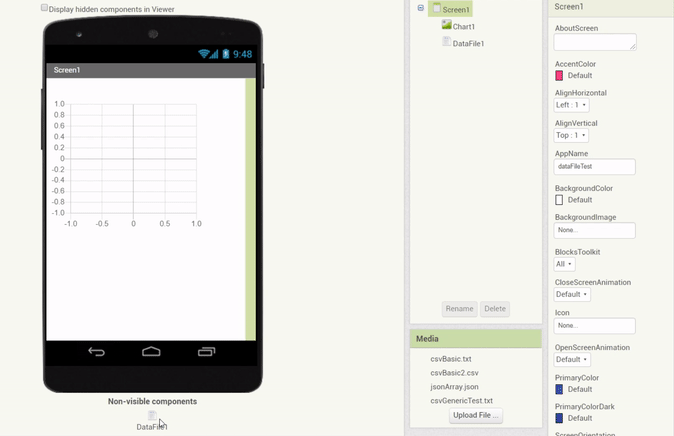 Display hidden components in Viewer
9:48
Screen1
1.0
0.8
0.6
0.4
0.2
0
-0.2
-0.4
-0.6
-0.8
-1.0
-1.0 -0.5 0 0.5 1.0
Non-visible components
DataFile1
Screen1
Chart1
DataFile1
Rename Delete
Media
csvBasic.txt
csvBasic2.csv
jsonArray.json
csvGenericTest.txt
Upload File ...
Screen1
AboutScreen
AccentColor
Default
AlignHorizontal
Left : 1
AlignVertical
Top : 1
AppName
dataFileTest
BackgroundColor
Default
BackgroundImage
None...
BlocksToolkit
All
CloseScreenAnimation
Default
Icon
None...
OpenScreenAnimation
Default
PrimaryColor
Default
PrimaryColorDark
Default
ScreenOrientation